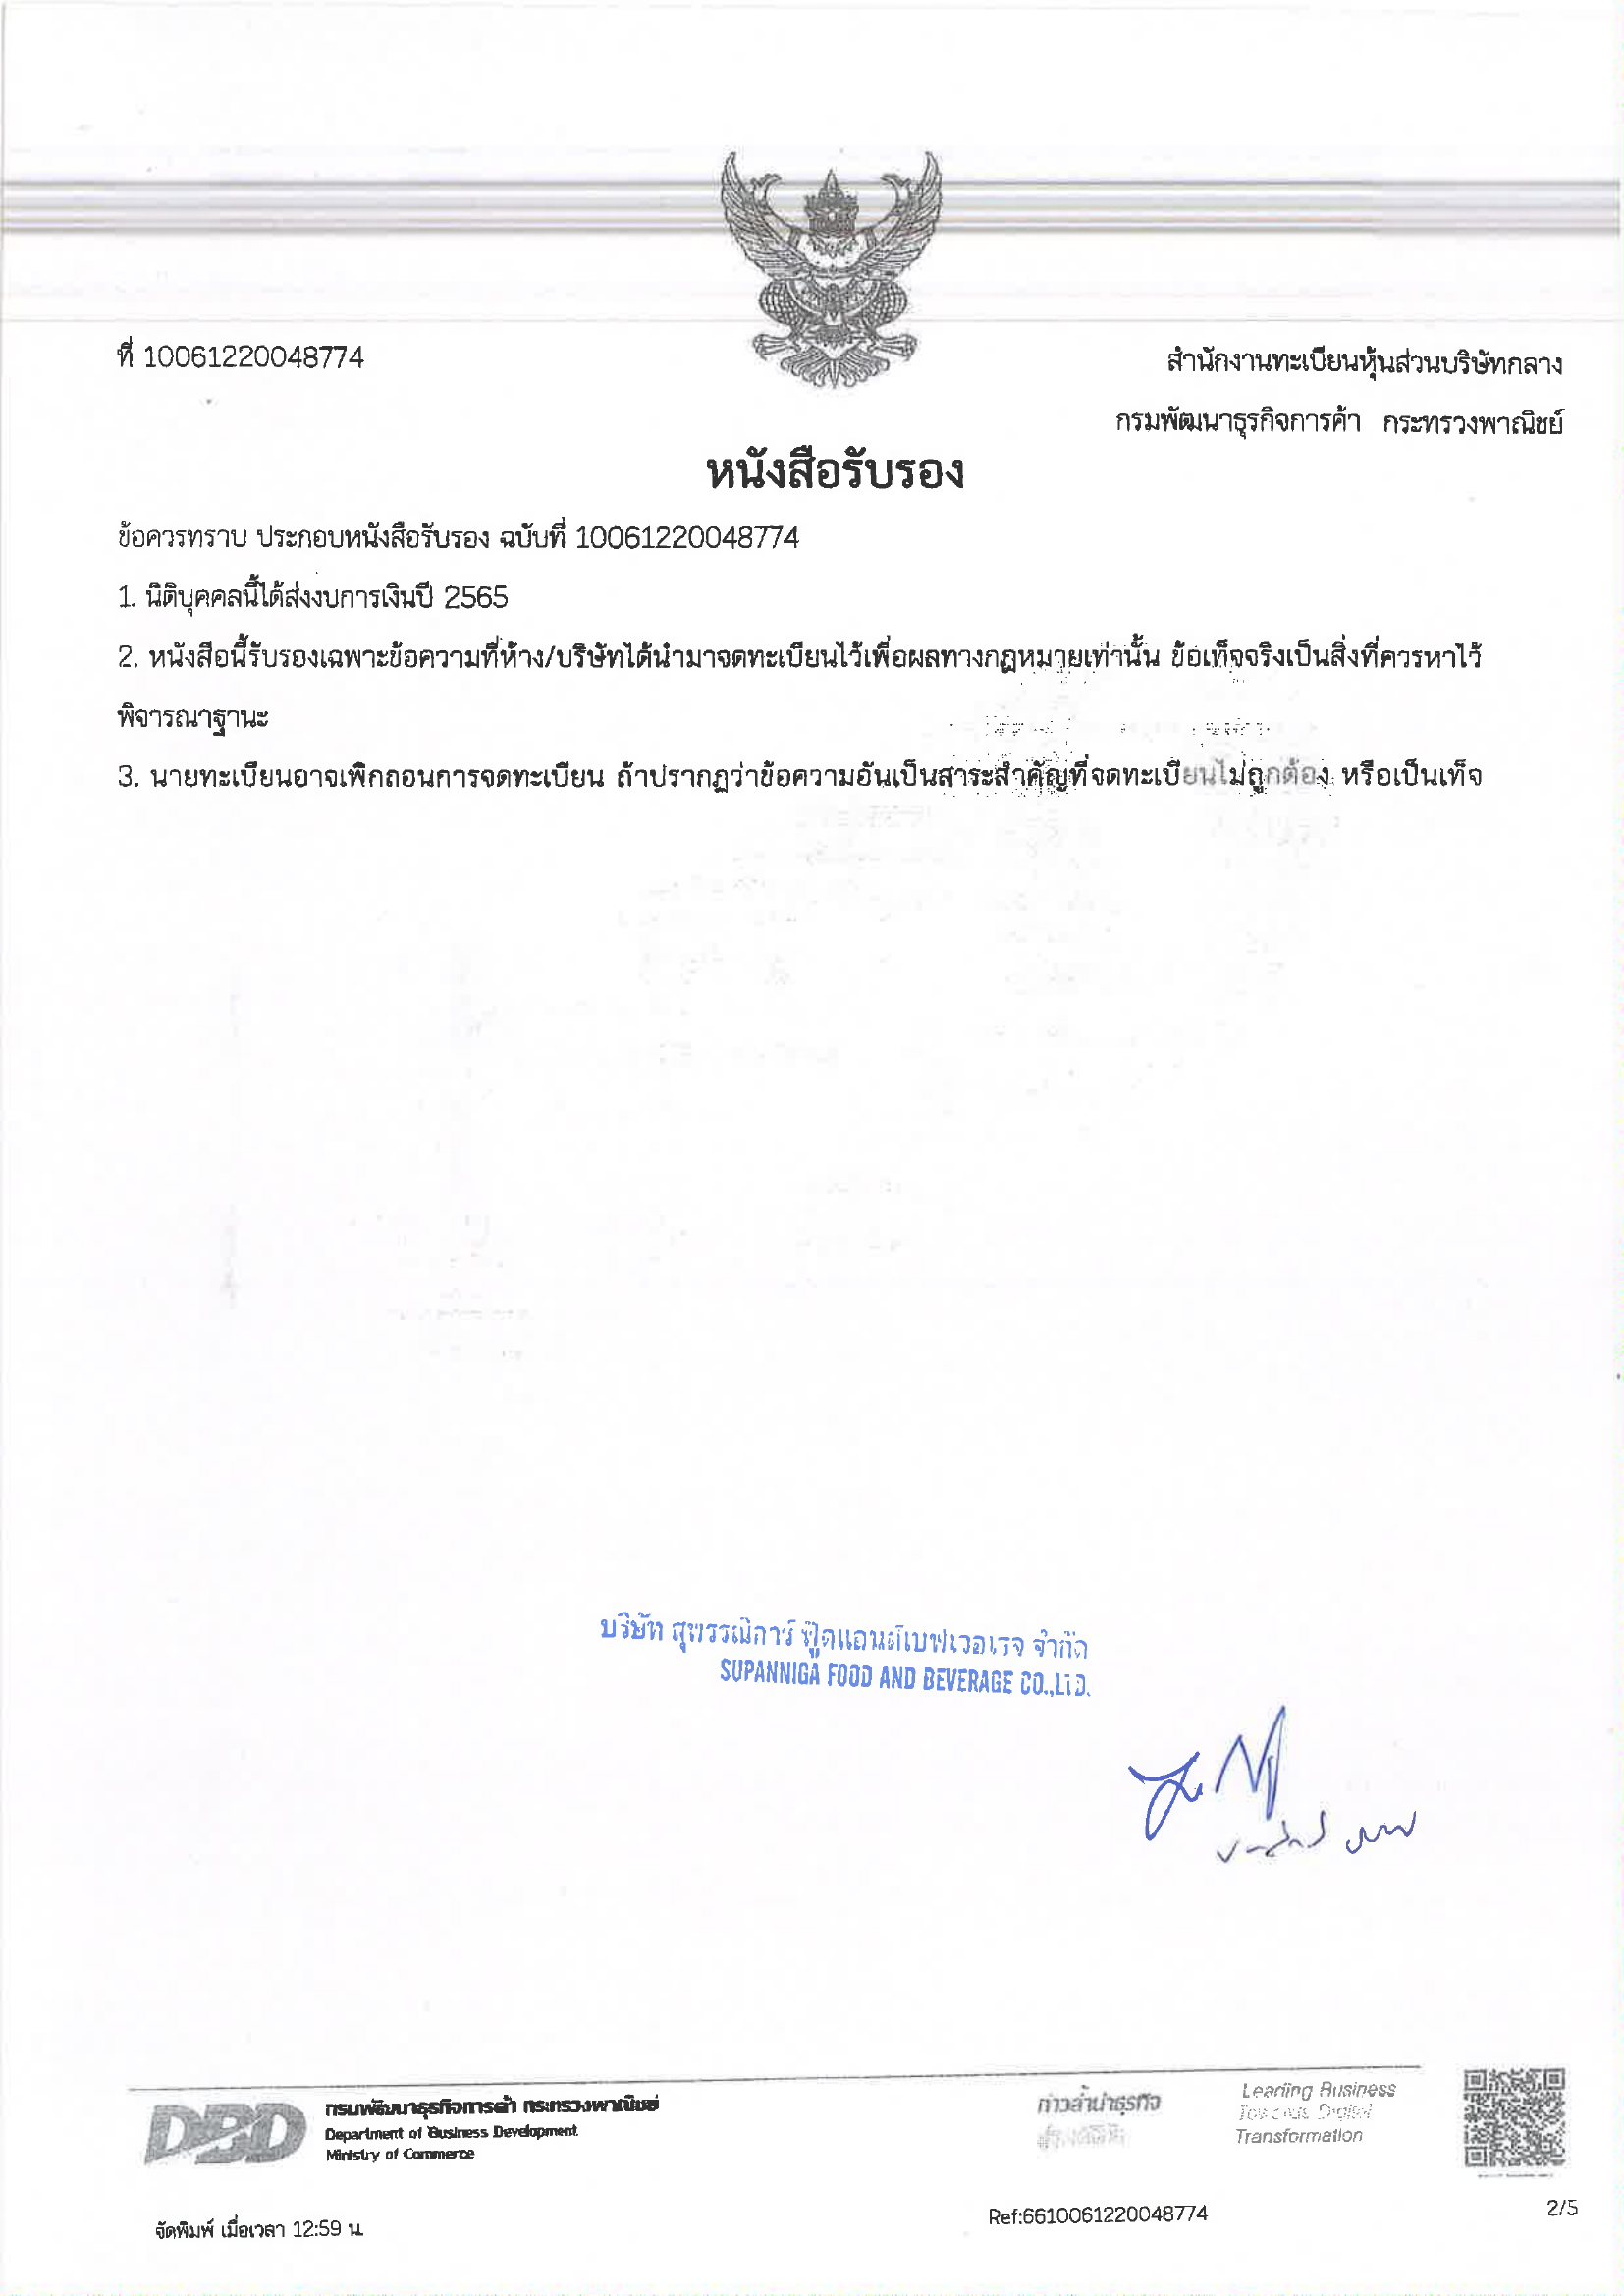 ที่ 10061220048774
สำนักงานทะเบียนหุ้นส่วนบริษัทกลาง
กรมพัฒนาธุรกิจการค้า กระทรวงพาณิชย์
หนังสือรับรอง
ข้อควรทราบ ประกอบหนังสือรับรอง ฉบับที่ 10061220048774
1. นิติบุคคลนี้ได้ส่งงบการเงินปี 2565
2. หนังสือนี้รับรองเฉพาะข้อความที่ห้าง/บริษัทได้นำมาจดทะเบียนไว้เพื่อผลทางกฎหมายเท่านั้น ข้อเท็จจริงเป็นสิ่งที่ควรหาไว้
พิจารณาฐานะ
3. นายทะเบียนอาจเพิกถอนการจดทะเบียน ถ้าปรากฏว่าข้อความอันเป็นสาระสำคัญที่จดทะเบียนไม่ถูกต้อง หรือเป็นเท็จ
บริษัท สุพรรณิการ์ ฟู้ดแอนด์เบฟเวอเรจ จำกัด
SUPANNIGA FOOD AND BEVERAGE CO.,LTD.
DBD
กรมพัฒนาธุรกิจการค้า กระทรวงพาณิชย์
Department of Business Development
Ministry of Commerce
ก้าวล้ำนำธุรกิจ
Leading Business
Towards Digital
Transformation
จัดพิมพ์ เมื่อเวลา 12:59 น.
Ref:6610061220048774
2/5